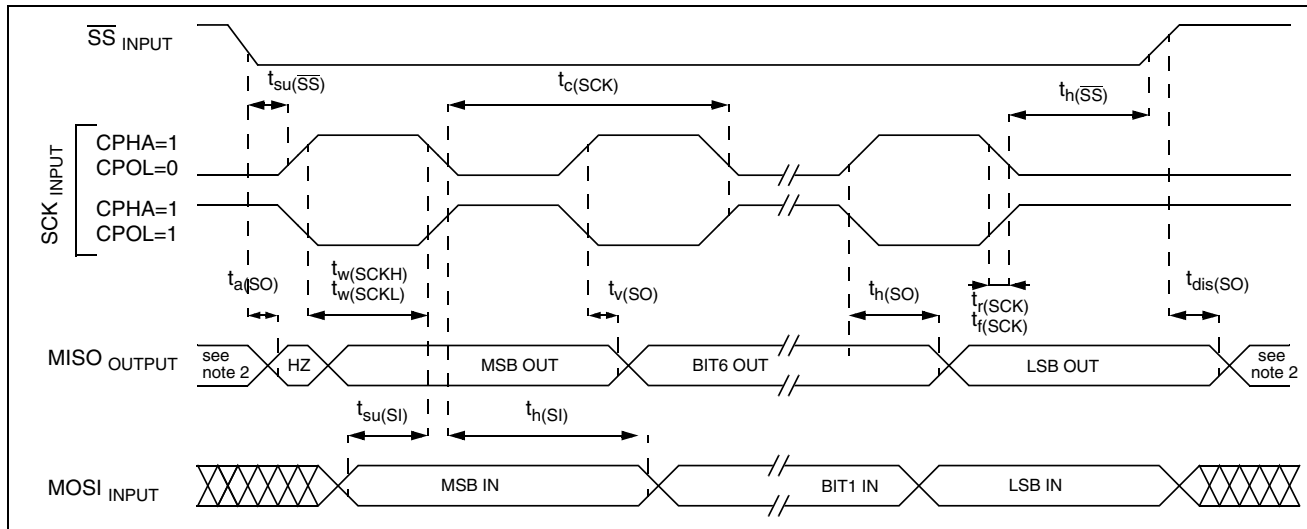 SS INPUT
tsu(SS)
tc(SCK)
th(SS)
SCK INPUT
CPHA=1
CPOL=0
CPHA=1
CPOL=1
ta(SO)
tw(SCKH)
tw(SCKL)
tv(SO)
th(SO)
tr(SCK)
tf(SCK)
tdis(SO)
MISO OUTPUT
see
note 2
HZ
MSB OUT
BIT6 OUT
LSB OUT
see
note 2
tsu(SI)
th(SI)
MOSI INPUT
MSB IN
BIT1 IN
LSB IN